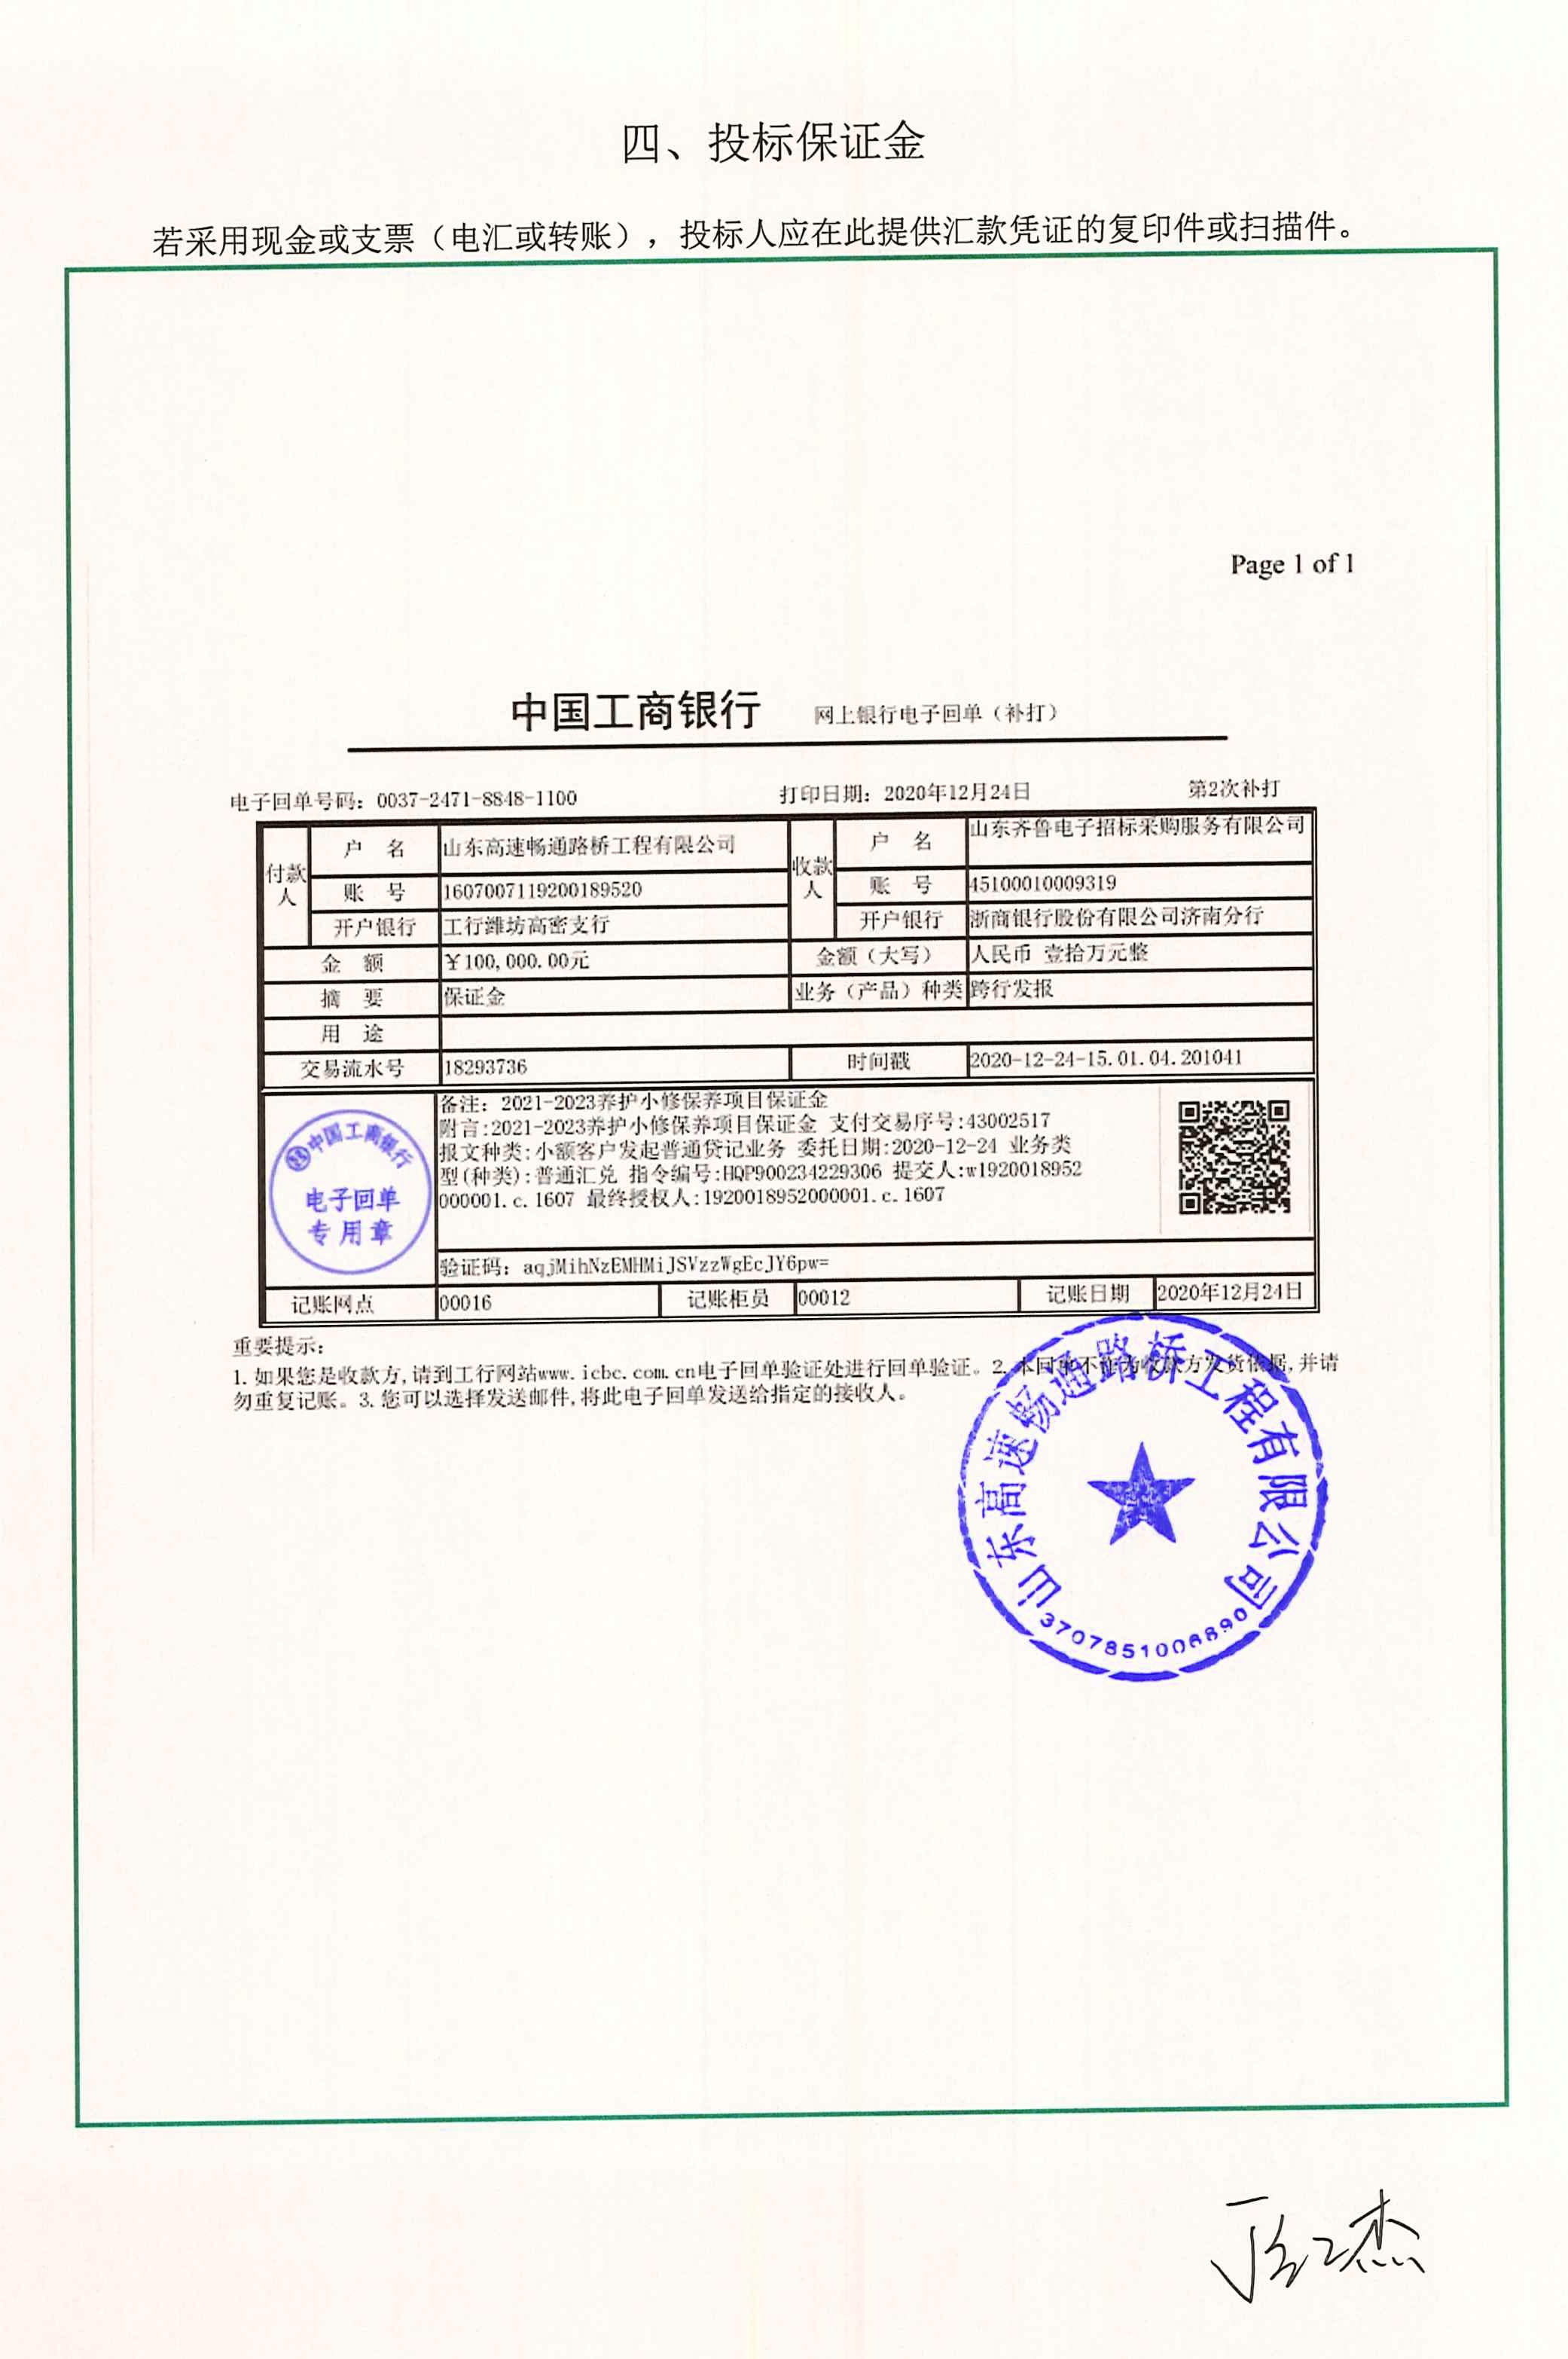 四、投标保证金
若采用现金或支票（电汇或转账），投标人应在此提供汇款凭证的复印件或扫描件。
Page 1 of 1
中国工商银行 网上银行电子回单（补打）
电子回单号码：0037-2471-8848-1100 打印日期：2020年12月24日 第2次补打
付款人 户 名 山东高速畅通路桥工程有限公司 收款人 户 名 山东齐鲁电子招标采购服务有限公司
账 号 1607007119200189520 账 号 45100010009319
开户银行 工行潍坊高密支行 开户银行 浙商银行股份有限公司济南分行
金 额 ￥100,000.00元 金额（大写） 人民币 壹拾万元整
摘 要 保证金 业务（产品）种类 跨行发报
用 途
交易流水号 18293736 时间戳 2020-12-24-15.01.04.201041
中国工商银行
电子回单
专用章
备注：2021-2023养护小修保养项目保证金
附言:2021-2023养护小修保养项目保证金 支付交易序号:43002517
报文种类:小额客户发起普通贷记业务 委托日期:2020-12-24 业务类
型(种类):普通汇兑 指令编号:HQP900234229306 提交人:w1920018952
000001.c.1607 最终授权人:1920018952000001.c.1607
验证码：aqjMihNzEMHMiJSVzzWgEcJY6pw=
记账网点 00016 记账柜员 00012 记账日期 2020年12月24日
重要提示：
1.如果您是收款方,请到工行网站www.icbc.com.cn电子回单验证处进行回单验证。2.本回单不作为收款方发货依据,并请
勿重复记账。3.您可以选择发送邮件,将此电子回单发送给指定的接收人。
山东高速畅通路桥工程有限公司